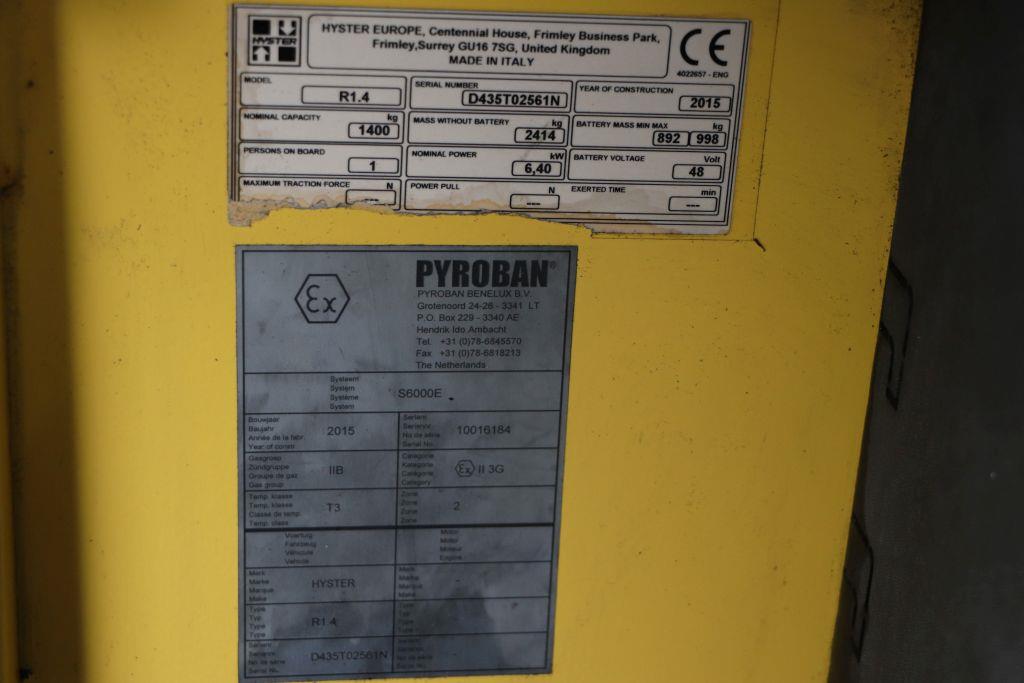 HYSTER
HYSTER EUROPE, Centennial House, Frimley Business Park,
Frimley,Surrey GU16 7SG, United Kingdom
MADE IN ITALY
CE
4022657 - ENG
MODEL R1.4
SERIAL NUMBER D435T02561N
YEAR OF CONSTRUCTION 2015
NOMINAL CAPACITY kg 1400
MASS WITHOUT BATTERY kg 2414
BATTERY MASS MIN MAX kg 892 998
PERSONS ON BOARD 1
NOMINAL POWER kW 6,40
BATTERY VOLTAGE Volt 48
MAXIMUM TRACTION FORCE N ---
POWER PULL N ---
EXERTED TIME min ---
Ex
PYROBAN®
PYROBAN BENELUX B.V.
Grotenoord 24-26 - 3341 LT
P.O. Box 229 - 3340 AE
Hendrik Ido Ambacht
Tel. +31 (0)78-6845570
Fax +31 (0)78-6818213
The Netherlands
Systeem
System
Système
System
S6000E
Bouwjaar
Baujahr
Année de la fabr.
Year of constr.
2015
Serienr.
Serienr.
No de série
Serial No.
10016184
Gasgroep
Zündgruppe
Groupe de gaz
Gas group
IIB
Categorie
Kategorie
Catégorie
Category
Ex II 3G
Temp. klasse
Temp. klasse
Classe de temp.
Temp. class
T3
Zone
Zone
Zone
Zone
2
Voertuig
Fahrzeug
Véhicule
Vehicle
Motor
Motor
Moteur
Engine
Merk
Marke
Marque
Make
HYSTER
Merk
Marke
Marque
Make
-
Type
Typ
Type
Type
R1.4
Type
Typ
Type
Type
-
Serienr.
Serienr.
No de série
Serial No.
D435T02561N
Serienr.
Serienr.
No de série
Serial No.